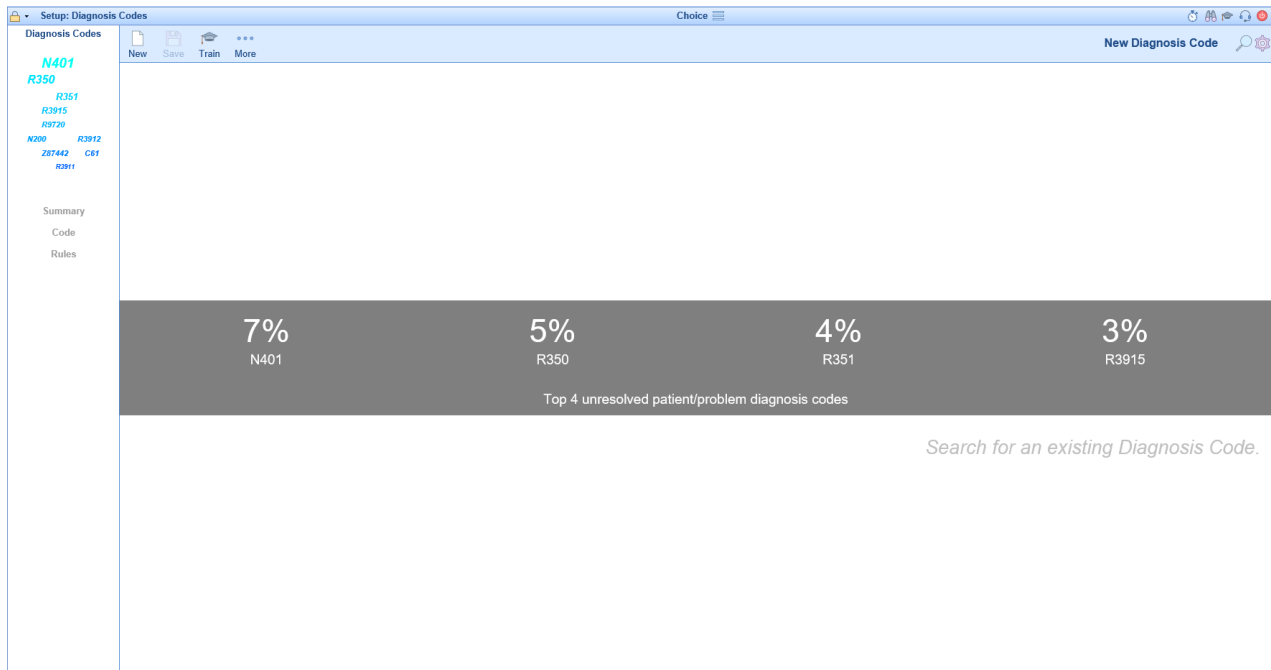 Setup: Diagnosis Codes
Choice
Diagnosis Codes
New
Save
Train
More
New Diagnosis Code
N401
R350
R351
R3915
R9720
N200 R3912
Z87442 C61
R3911
Summary
Code
Rules
7% 5% 4% 3%
N401 R350 R351 R3915
Top 4 unresolved patient/problem diagnosis codes
Search for an existing Diagnosis Code.